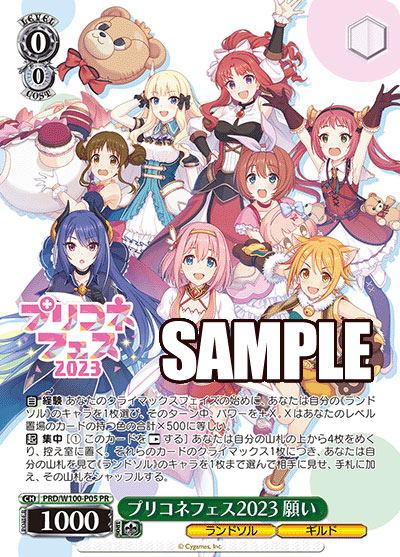 LEVEL
0
0
COST
プリコネ
フェス
2023
SAMPLE
自 経験 あなたのクライマックスフェイズの始めに、あなたは自分の《ランド
ソル》のキャラを1枚選び、そのターン中、パワーを+X。Xはあなたのレベル
置場のカードの持つ色の合計×500に等しい。
起 集中 [① このカードを する] あなたは自分の山札の上から4枚をめく
り、控え室に置く。それらのカードのクライマックス1枚につき、あなたは自
分の山札を見て《ランドソル》のキャラを1枚まで選んで相手に見せ、手札に加
え、その山札をシャッフルする。
CH PRD/W100-P05 PR
POWER
1000
プリコネフェス2023 願い
ランドソル
ギルド
© Cygames, Inc.